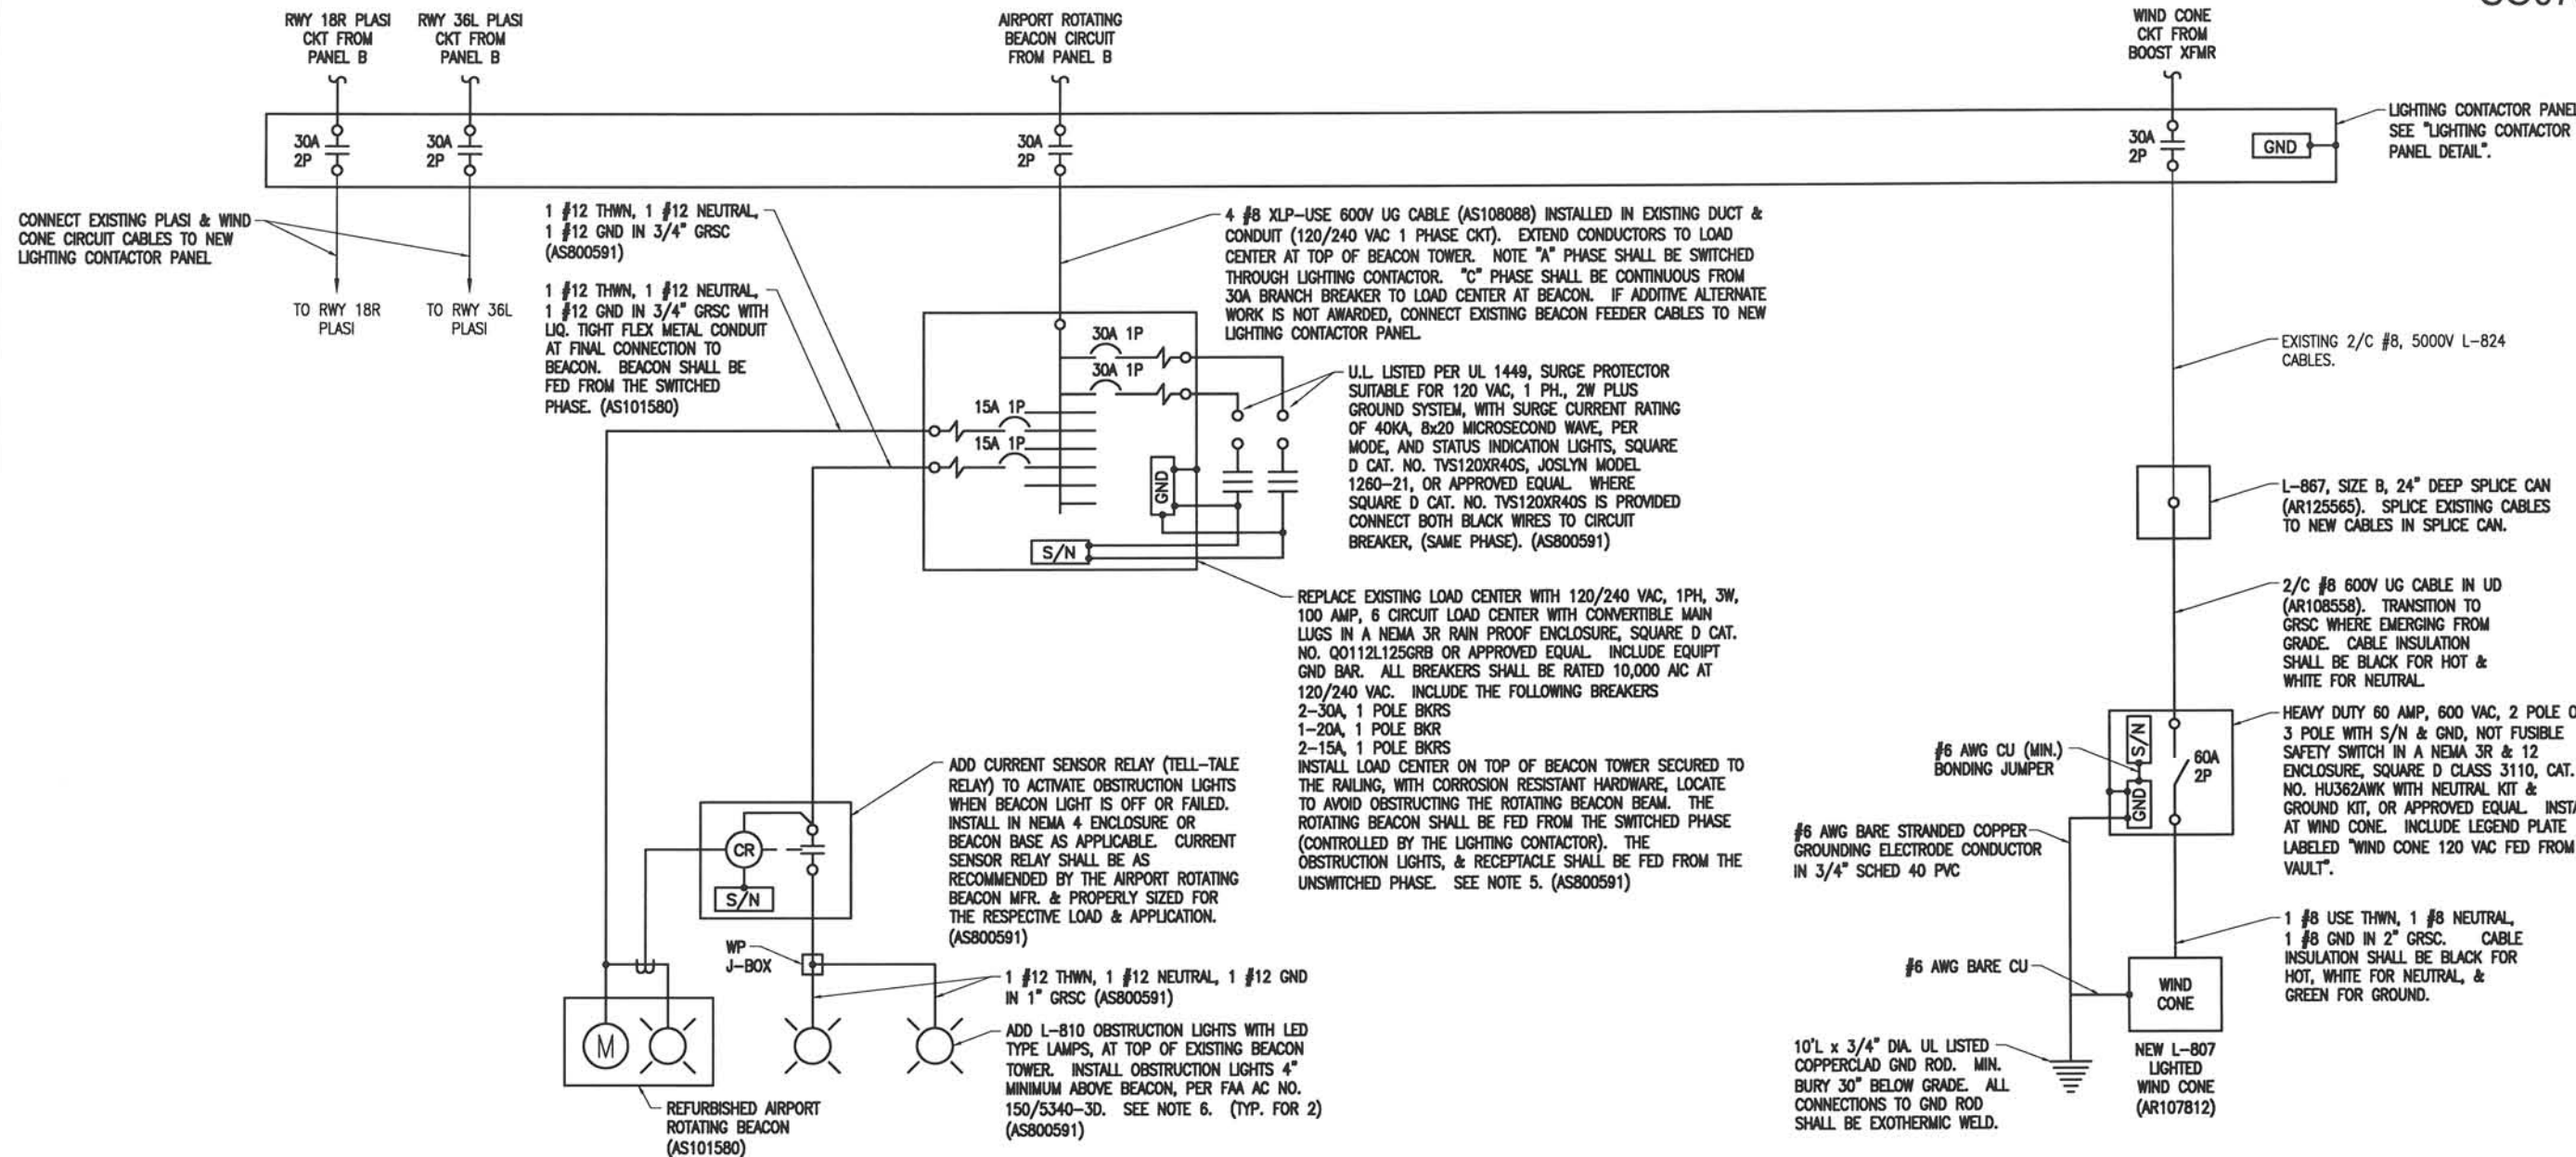 RWY 18R PLASI
CKT FROM
PANEL B
RWY 36L PLASI
CKT FROM
PANEL B
AIRPORT ROTATING
BEACON CIRCUIT
FROM PANEL B
WIND CONE
CKT FROM
BOOST XFMR
30A
2P
30A
2P
30A
2P
30A
2P
GND
LIGHTING CONTACTOR PANEL
SEE "LIGHTING CONTACTOR
PANEL DETAIL".
CONNECT EXISTING PLASI & WIND
CONE CIRCUIT CABLES TO NEW
LIGHTING CONTACTOR PANEL
TO RWY 18R
PLASI
TO RWY 36L
PLASI
1 #12 THWN, 1 #12 NEUTRAL,
1 #12 GND IN 3/4" GRSC
(AS800591)
1 #12 THWN, 1 #12 NEUTRAL,
1 #12 GND IN 3/4" GRSC WITH
LIQ. TIGHT FLEX METAL CONDUIT
AT FINAL CONNECTION TO
BEACON. BEACON SHALL BE
FED FROM THE SWITCHED
PHASE. (AS101580)
4 #8 XLP-USE 600V UG CABLE (AS108088) INSTALLED IN EXISTING DUCT &
CONDUIT (120/240 VAC 1 PHASE CKT). EXTEND CONDUCTORS TO LOAD
CENTER AT TOP OF BEACON TOWER. NOTE "A" PHASE SHALL BE SWITCHED
THROUGH LIGHTING CONTACTOR. "C" PHASE SHALL BE CONTINUOUS FROM
30A BRANCH BREAKER TO LOAD CENTER AT BEACON. IF ADDITIVE ALTERNATE
WORK IS NOT AWARDED, CONNECT EXISTING BEACON FEEDER CABLES TO NEW
LIGHTING CONTACTOR PANEL.
30A 1P
30A 1P
15A 1P
15A 1P
GND
S/N
U.L. LISTED PER UL 1449, SURGE PROTECTOR
SUITABLE FOR 120 VAC, 1 PH., 2W PLUS
GROUND SYSTEM, WITH SURGE CURRENT RATING
OF 40KA, 8x20 MICROSECOND WAVE, PER
MODE, AND STATUS INDICATION LIGHTS, SQUARE
D CAT. NO. TVS120XR40S, JOSLYN MODEL
1260-21, OR APPROVED EQUAL. WHERE
SQUARE D CAT. NO. TVS120XR40S IS PROVIDED
CONNECT BOTH BLACK WIRES TO CIRCUIT
BREAKER, (SAME PHASE). (AS800591)
REPLACE EXISTING LOAD CENTER WITH 120/240 VAC, 1PH, 3W,
100 AMP, 6 CIRCUIT LOAD CENTER WITH CONVERTIBLE MAIN
LUGS IN A NEMA 3R RAIN PROOF ENCLOSURE, SQUARE D CAT.
NO. QO112L125GRB OR APPROVED EQUAL. INCLUDE EQUIPT
GND BAR. ALL BREAKERS SHALL BE RATED 10,000 AIC AT
120/240 VAC. INCLUDE THE FOLLOWING BREAKERS
2-30A, 1 POLE BKRS
1-20A, 1 POLE BKR
2-15A, 1 POLE BKRS
INSTALL LOAD CENTER ON TOP OF BEACON TOWER SECURED TO
THE RAILING, WITH CORROSION RESISTANT HARDWARE, LOCATE
TO AVOID OBSTRUCTING THE ROTATING BEACON BEAM. THE
ROTATING BEACON SHALL BE FED FROM THE SWITCHED PHASE
(CONTROLLED BY THE LIGHTING CONTACTOR). THE
OBSTRUCTION LIGHTS, & RECEPTACLE SHALL BE FED FROM THE
UNSWITCHED PHASE. SEE NOTE 5. (AS800591)
ADD CURRENT SENSOR RELAY (TELL-TALE
RELAY) TO ACTIVATE OBSTRUCTION LIGHTS
WHEN BEACON LIGHT IS OFF OR FAILED.
INSTALL IN NEMA 4 ENCLOSURE OR
BEACON BASE AS APPLICABLE. CURRENT
SENSOR RELAY SHALL BE AS
RECOMMENDED BY THE AIRPORT ROTATING
BEACON MFR. & PROPERLY SIZED FOR
THE RESPECTIVE LOAD & APPLICATION.
(AS800591)
CR
S/N
WP
J-BOX
1 #12 THWN, 1 #12 NEUTRAL, 1 #12 GND
IN 1" GRSC (AS800591)
ADD L-810 OBSTRUCTION LIGHTS WITH LED
TYPE LAMPS, AT TOP OF EXISTING BEACON
TOWER. INSTALL OBSTRUCTION LIGHTS 4"
MINIMUM ABOVE BEACON, PER FAA AC NO.
150/5340-3D. SEE NOTE 6. (TYP. FOR 2)
(AS800591)
M
REFURBISHED AIRPORT
ROTATING BEACON
(AS101580)
EXISTING 2/C #8, 5000V L-824
CABLES.
L-867, SIZE B, 24" DEEP SPLICE CAN
(AR125565). SPLICE EXISTING CABLES
TO NEW CABLES IN SPLICE CAN.
2/C #8 600V UG CABLE IN UD
(AR108558). TRANSITION TO
GRSC WHERE EMERGING FROM
GRADE. CABLE INSULATION
SHALL BE BLACK FOR HOT &
WHITE FOR NEUTRAL.
HEAVY DUTY 60 AMP, 600 VAC, 2 POLE
3 POLE WITH S/N & GND, NOT FUSIBLE
SAFETY SWITCH IN A NEMA 3R & 12
ENCLOSURE, SQUARE D CLASS 3110, CAT.
NO. HU362AWK WITH NEUTRAL KIT &
GROUND KIT, OR APPROVED EQUAL.
AT WIND CONE. INCLUDE LEGEND PLATE
LABELED "WIND CONE 120 VAC FED FROM
VAULT".
S/N
GND
60A
2P
#6 AWG CU (MIN.)
BONDING JUMPER
#6 AWG BARE STRANDED COPPER
GROUNDING ELECTRODE CONDUCTOR
IN 3/4" SCHED 40 PVC
1 #8 USE THWN, 1 #8 NEUTRAL,
1 #8 GND IN 2" GRSC. CABLE
INSULATION SHALL BE BLACK FOR
HOT, WHITE FOR NEUTRAL, &
GREEN FOR GROUND.
#6 AWG BARE CU
WIND
CONE
10'L x 3/4" DIA. UL LISTED
COPPERCLAD GND ROD. MIN.
BURY 30" BELOW GRADE. ALL
CONNECTIONS TO GND ROD
SHALL BE EXOTHERMIC WELD.
NEW L-807
LIGHTED
WIND CONE
(AR107812)